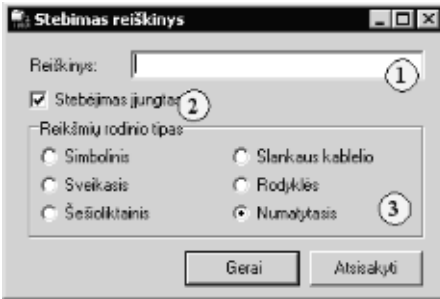 Stebimas reiškinys
Reiškinys:
1
Stebėjimas įjungtas
2
Reikšmių rodinio tipas
Simbolinis
Slankaus kablelio
Sveikasis
Rodyklės
Šešioliktainis
Numatytasis
3
Gerai
Atsisakyti